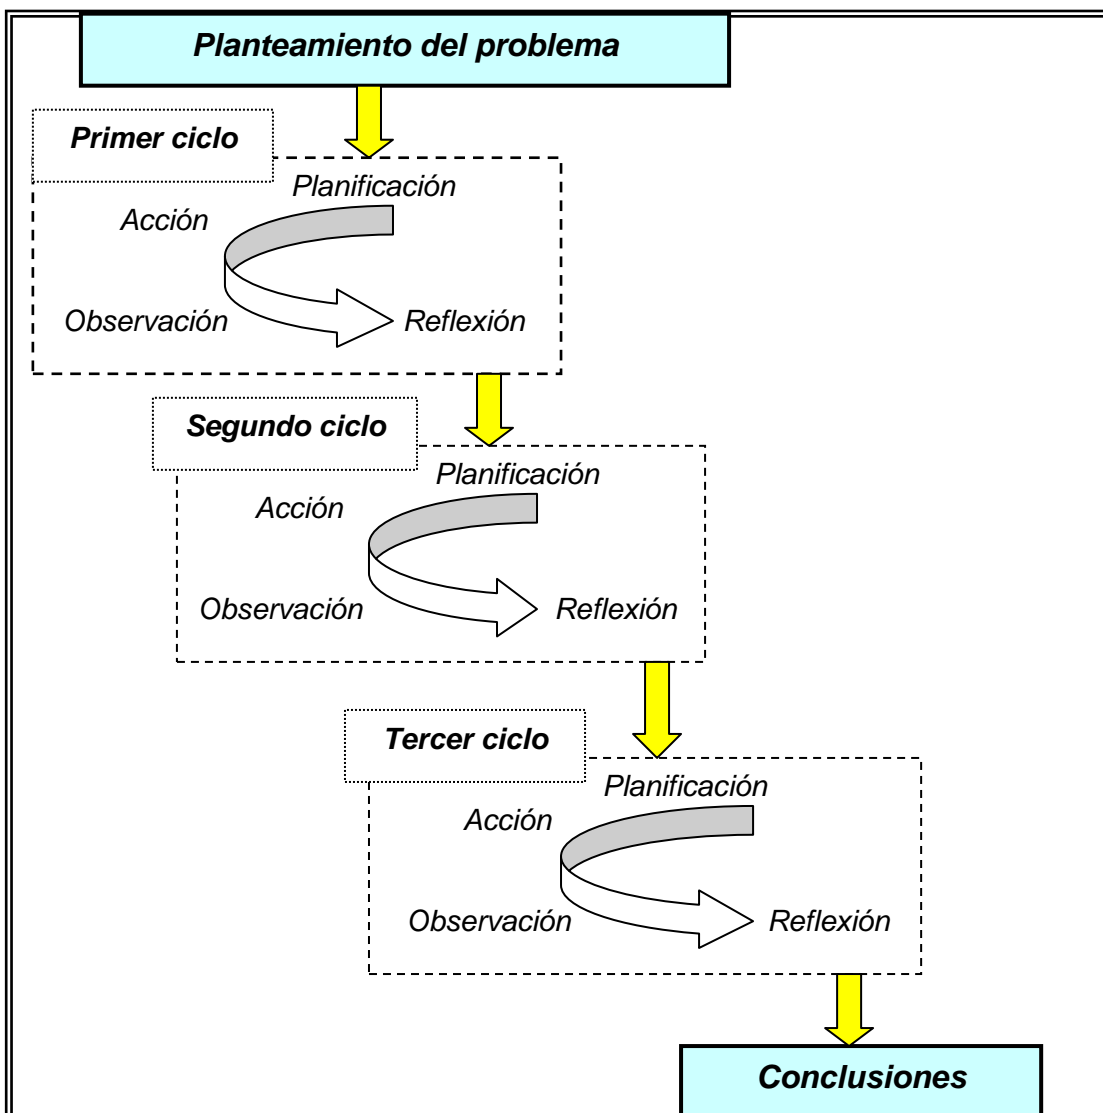 Planteamiento del problema
Primer ciclo
Planificación
Acción
Observación
Reflexión
Segundo ciclo
Planificación
Acción
Observación
Reflexión
Tercer ciclo
Planificación
Acción
Observación
Reflexión
Conclusiones